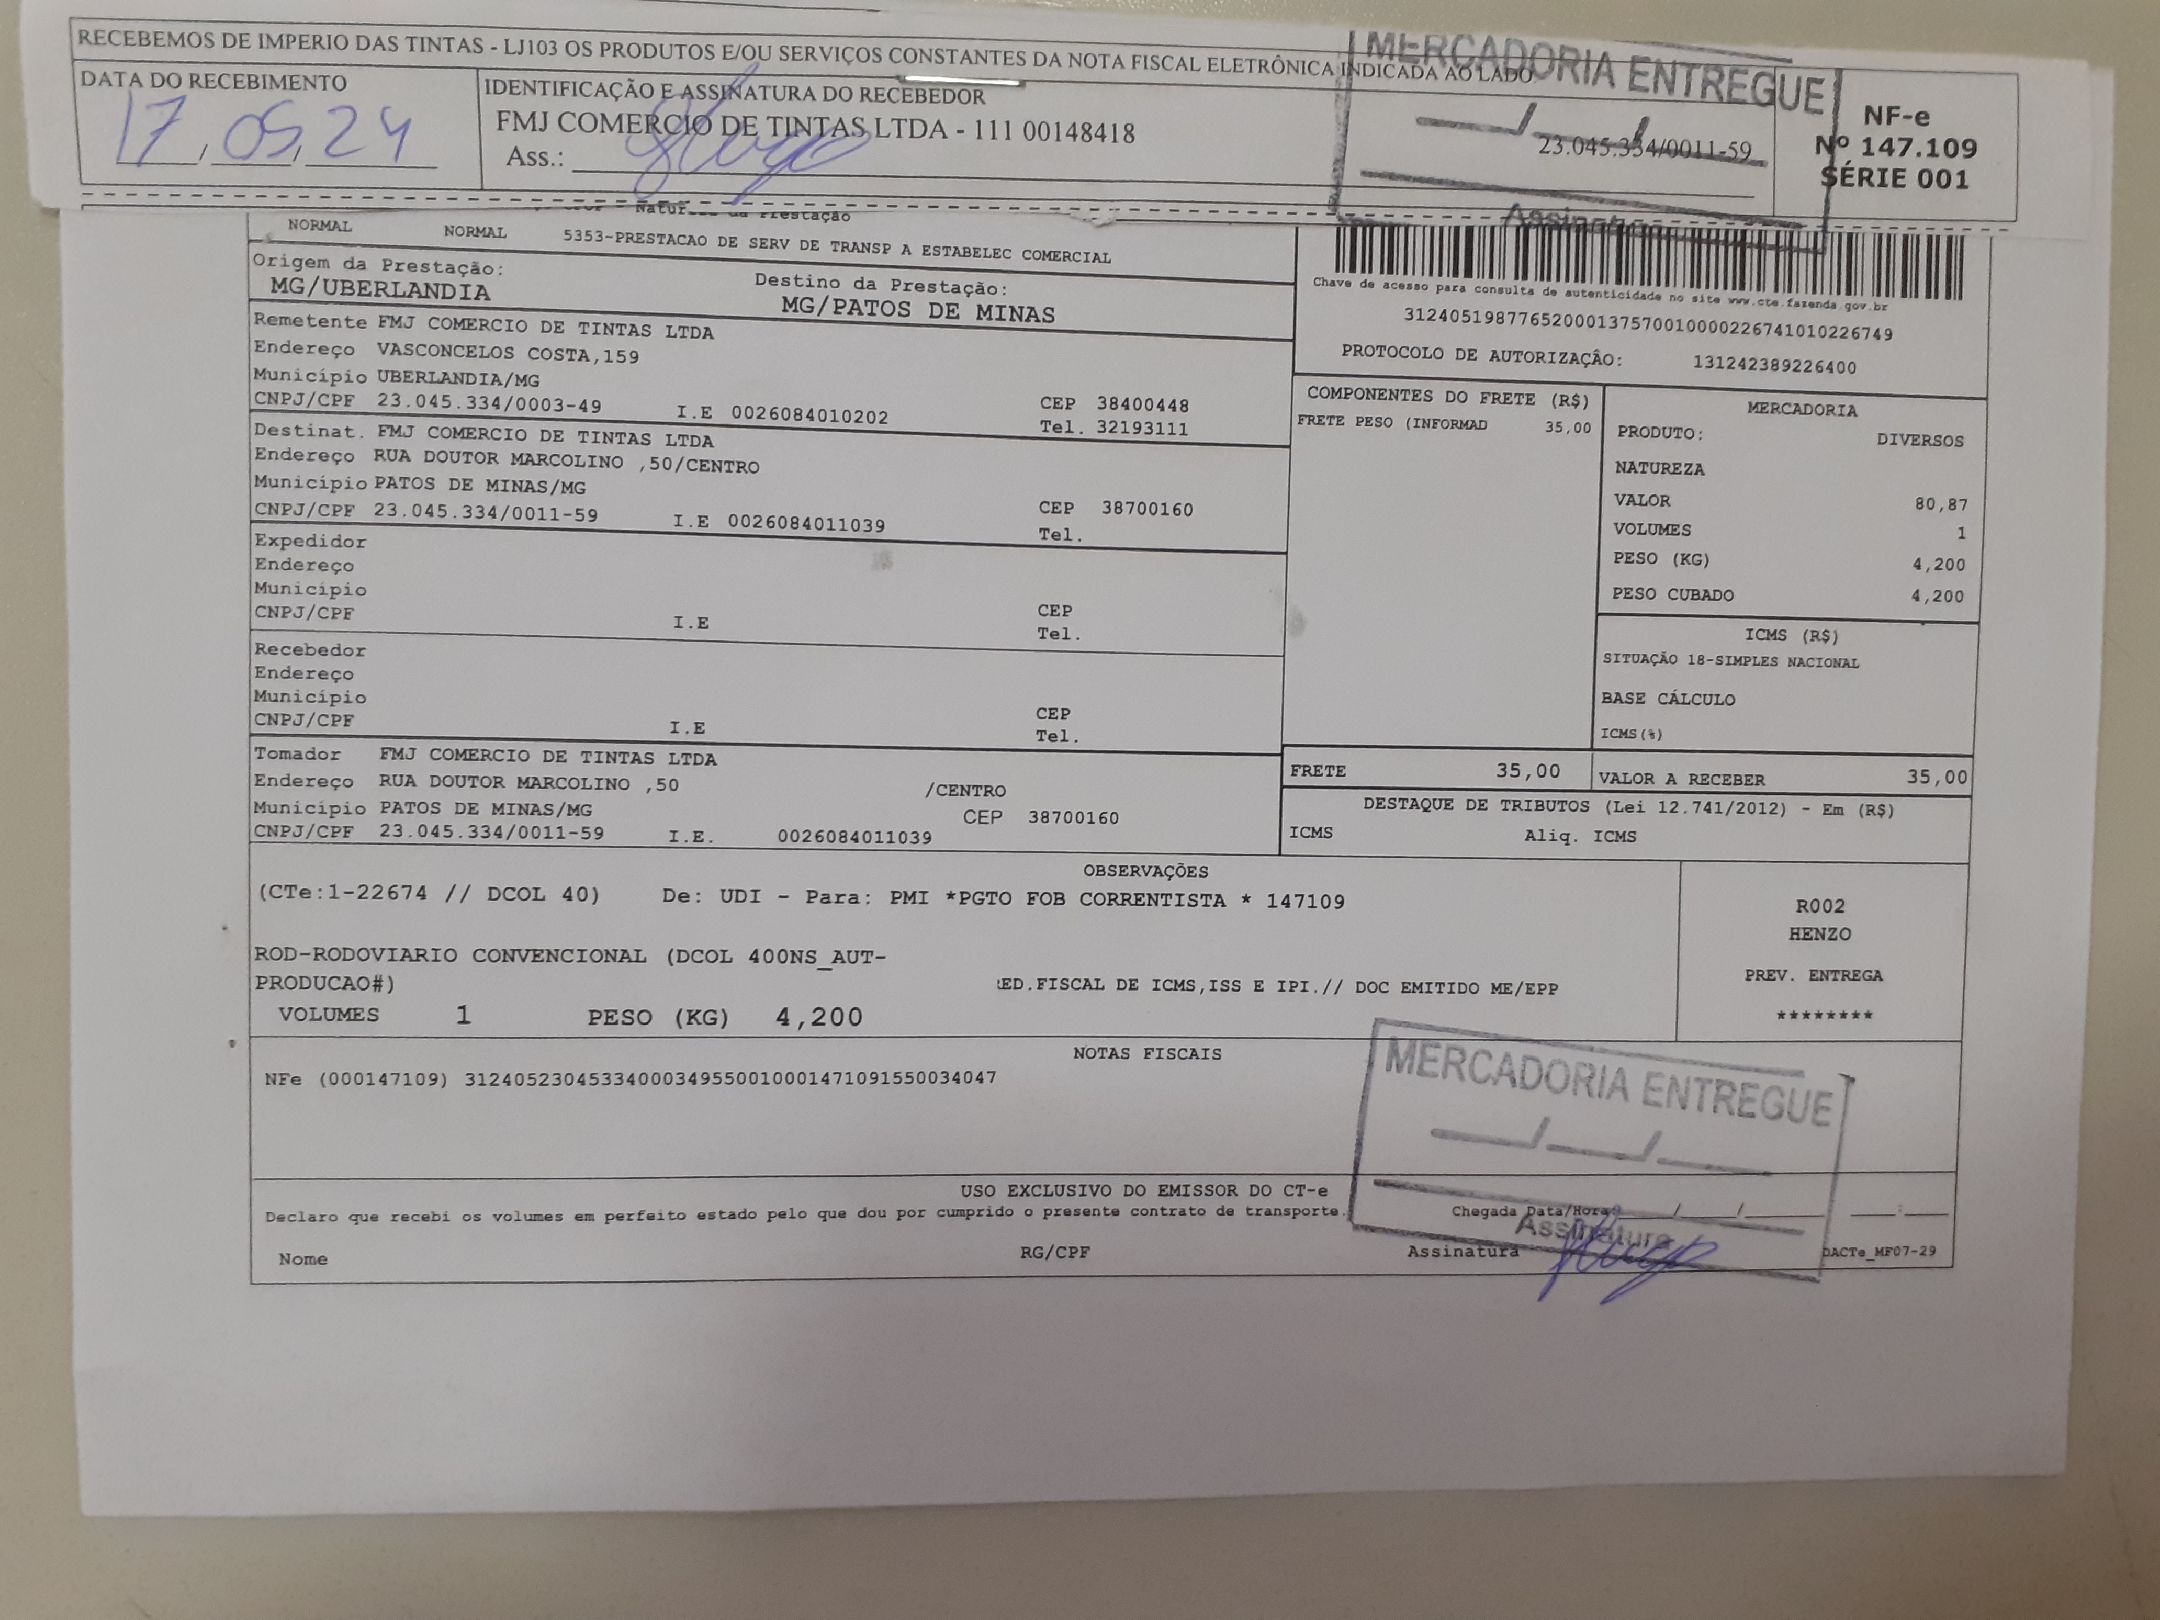 RECEBEMOS DE IMPERIO DAS TINTAS - LJ103 OS PRODUTOS E/OU SERVIÇOS CONSTANTES DA NOTA FISCAL ELETRÔNICA INDICADA AO LADO
MERCADORIA ENTREGUE
DATA DO RECEBIMENTO
17,05,24
IDENTIFICAÇÃO E ASSINATURA DO RECEBEDOR
FMJ COMERCIO DE TINTAS LTDA - 111 00148418
23.045.334/0011-59
Ass.:
NF-e
Nº 147.109
SÉRIE 001
Assinatura
da Prestação
NORMAL NORMAL 5353-PRESTACAO DE SERV DE TRANSP A ESTABELEC COMERCIAL
Origem da Prestação: Destino da Prestação:
MG/UBERLANDIA MG/PATOS DE MINAS
Chave de acesso para consulta de autenticidade no site www.cte.fazenda.gov.br
31240519877652000137570010000226741010226749
PROTOCOLO DE AUTORIZAÇÂO: 131242389226400
Remetente FMJ COMERCIO DE TINTAS LTDA
Endereço VASCONCELOS COSTA,159
Município UBERLANDIA/MG
CNPJ/CPF 23.045.334/0003-49 I.E 0026084010202
CEP 38400448
Tel. 32193111
Destinat. FMJ COMERCIO DE TINTAS LTDA
Endereço RUA DOUTOR MARCOLINO ,50/CENTRO
Município PATOS DE MINAS/MG
CNPJ/CPF 23.045.334/0011-59 I.E 0026084011039
CEP 38700160
Tel.
Expedidor
Endereço
Município
CNPJ/CPF I.E
CEP
Tel.
Recebedor
Endereço
Município
CNPJ/CPF I.E
CEP
Tel.
Tomador FMJ COMERCIO DE TINTAS LTDA
Endereço RUA DOUTOR MARCOLINO ,50 /CENTRO
Município PATOS DE MINAS/MG CEP 38700160
CNPJ/CPF 23.045.334/0011-59 I.E. 0026084011039
COMPONENTES DO FRETE (R$)
FRETE PESO (INFORMAD 35,00
MERCADORIA
PRODUTO: DIVERSOS
NATUREZA
VALOR 80,87
VOLUMES 1
PESO (KG) 4,200
PESO CUBADO 4,200
ICMS (R$)
SITUAÇÃO 18-SIMPLES NACIONAL
BASE CÁLCULO
ICMS(%)
FRETE 35,00 VALOR A RECEBER 35,00
DESTAQUE DE TRIBUTOS (Lei 12.741/2012) - Em (R$)
ICMS Aliq. ICMS
OBSERVAÇÕES
(CTe:1-22674 // DCOL 40) De: UDI - Para: PMI *PGTO FOB CORRENTISTA * 147109
ROD-RODOVIARIO CONVENCIONAL (DCOL 400NS_AUT-
PRODUCAO#) ED.FISCAL DE ICMS,ISS E IPI.// DOC EMITIDO ME/EPP
VOLUMES 1 PESO (KG) 4,200
R002
HENZO
PREV. ENTREGA
********
NOTAS FISCAIS
NFe (000147109) 31240523045334000349550010001471091550034047
MERCADORIA ENTREGUE
USO EXCLUSIVO DO EMISSOR DO CT-e
Declaro que recebi os volumes em perfeito estado pelo que dou por cumprido o presente contrato de transporte. Chegada Data/Hora
Assinatura
Nome RG/CPF Assinatura DACTe_MF07-29